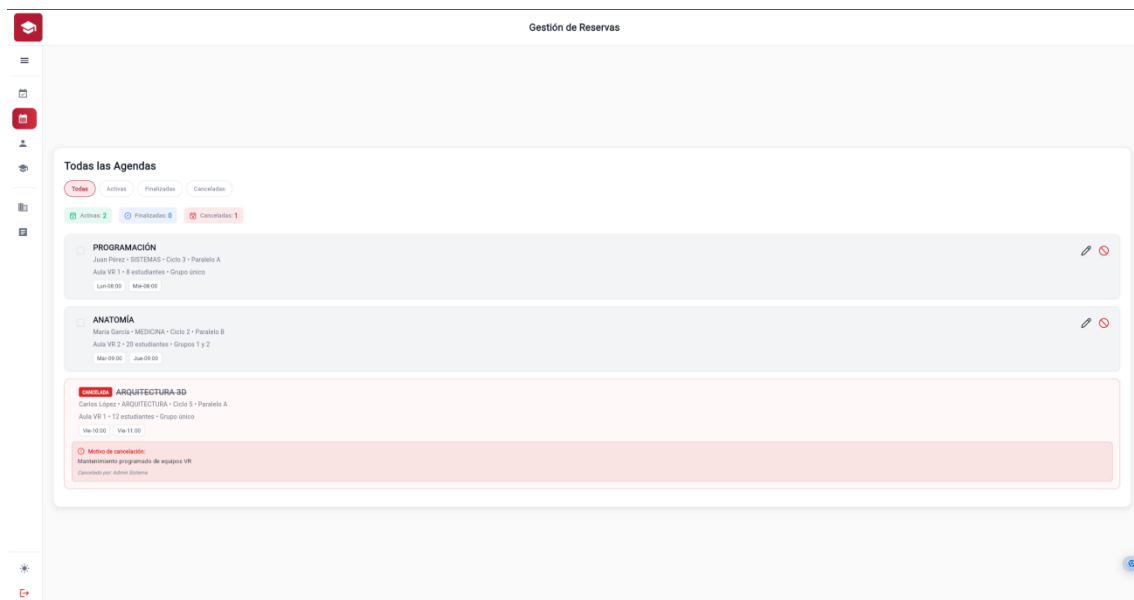 Gestión de Reservas
Todas las Agendas
Todas Activas Finalizadas Canceladas
Activas: 2 Finalizadas: 0 Canceladas: 1
PROGRAMACIÓN
Juan Pérez • SISTEMAS • Ciclo 3 • Paralelo A
Aula VR 1 • 8 estudiantes • Grupo único
Lun-08:00 Mié-08:00
ANATOMÍA
María García • MEDICINA • Ciclo 2 • Paralelo B
Aula VR 2 • 20 estudiantes • Grupos 1 y 2
Mar-09:00 Jue-09:00
CANCELADA ARQUITECTURA 3D
Carlos López • ARQUITECTURA • Ciclo 5 • Paralelo A
Aula VR 1 • 12 estudiantes • Grupo único
Vie-10:00 Vie-11:00
Motivo de cancelación:
Mantenimiento programado de equipos VR
Cancelado por: Admin Sistema